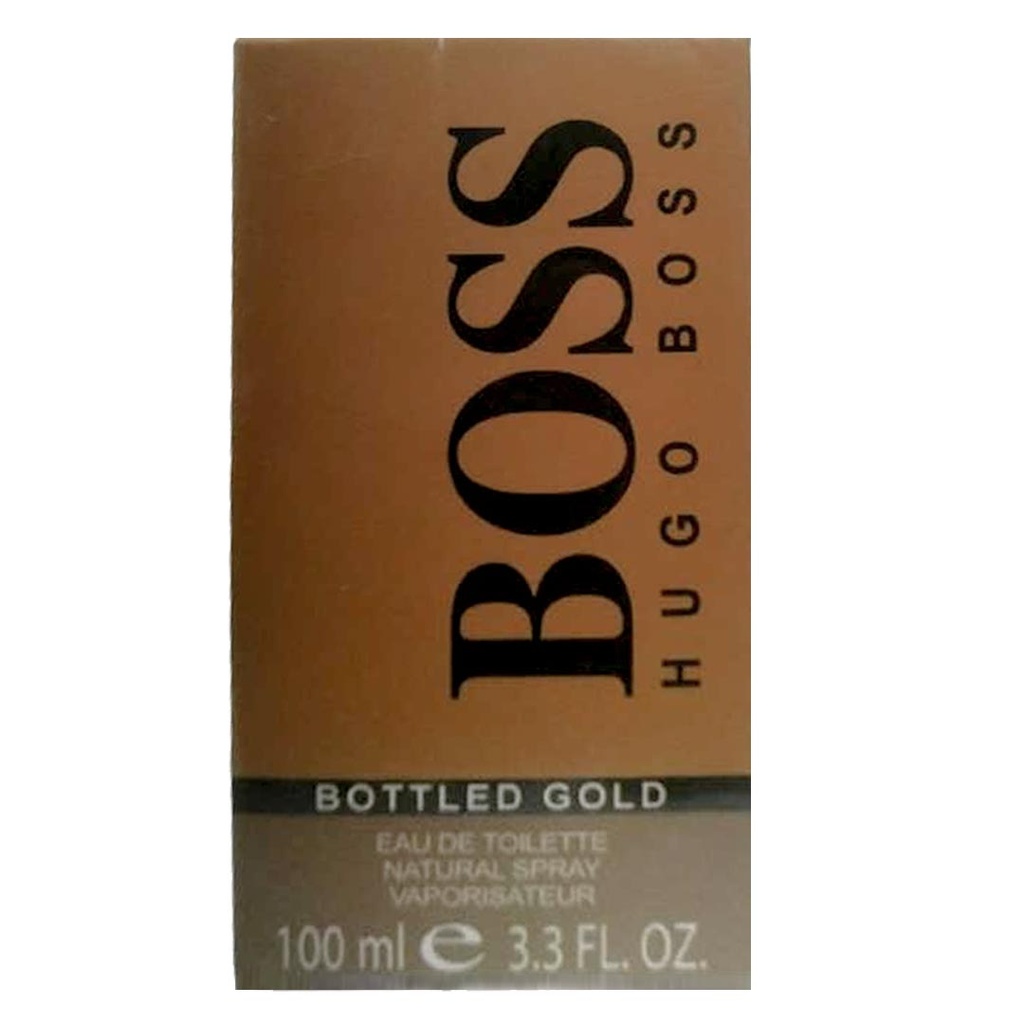 BOSS
HUGO BOSS
BOTTLED GOLD
EAU DE TOILETTE
NATURAL SPRAY
VAPORISATEUR
100 ml e 3.3 FL. OZ.